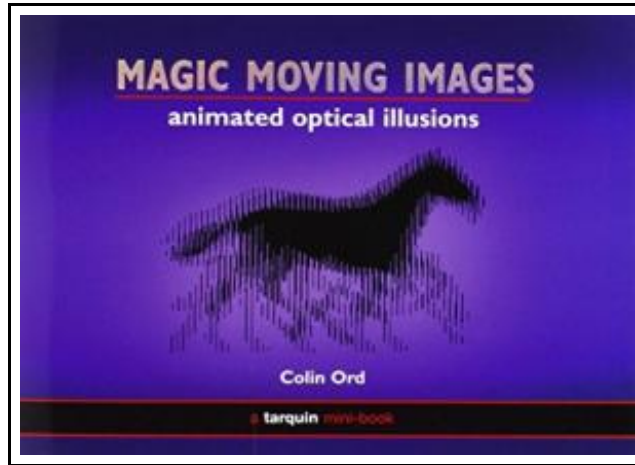 MAGIC MOVING IMAGES
animated optical illusions
Colin Ord
a tarquin mini-book